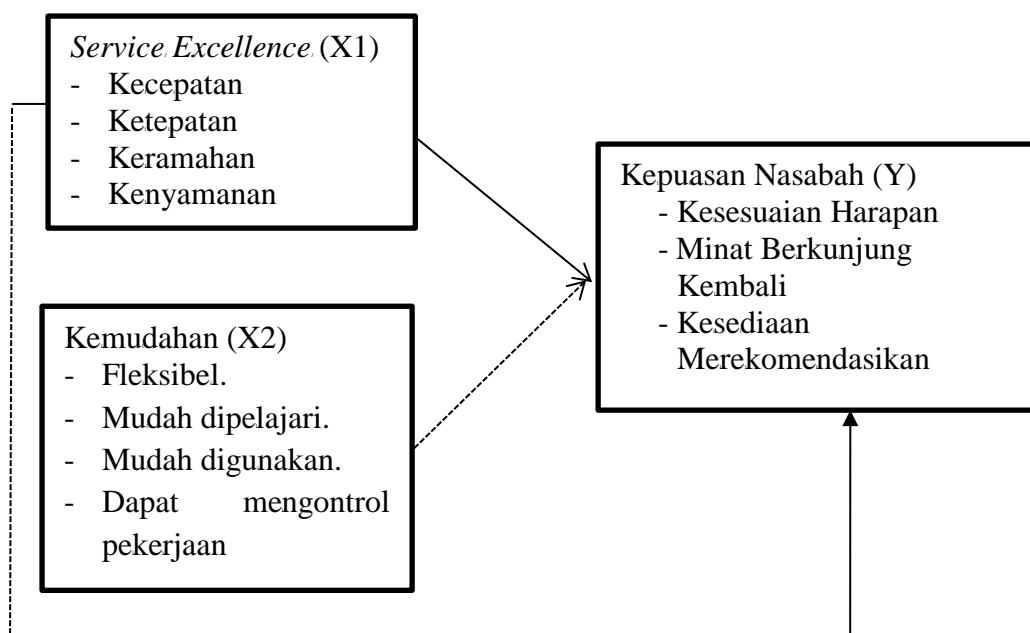 Service Excellence (X1)
- Kecepatan
- Ketepatan
- Keramahan
- Kenyamanan
Kemudahan (X2)
- Fleksibel.
- Mudah dipelajari.
- Mudah digunakan.
- Dapat mengontrol
pekerjaan
Kepuasan Nasabah (Y)
- Kesesuaian Harapan
- Minat Berkunjung
Kembali
- Kesediaan
Merekomendasikan